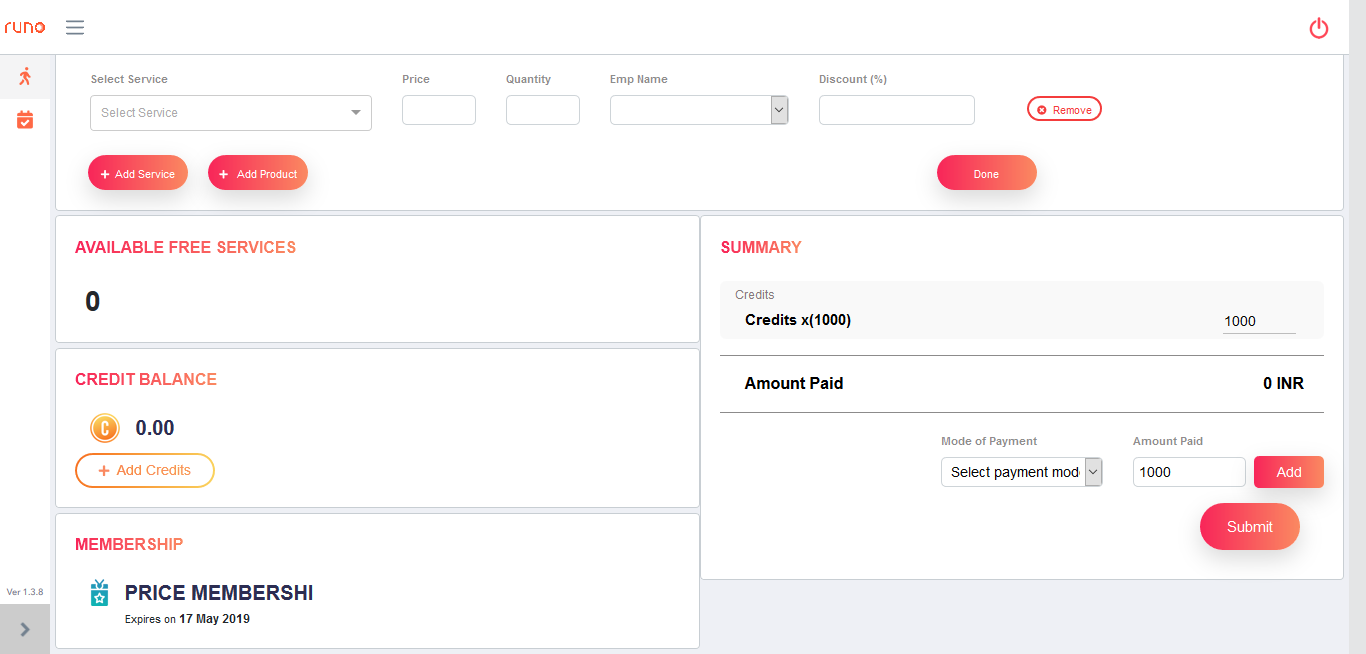 runo
Select Service Price Quantity Emp Name Discount (%)
Select Service
Remove
Add Service Add Product Done
AVAILABLE FREE SERVICES
0
CREDIT BALANCE
C 0.00
+ Add Credits
MEMBERSHIP
PRICE MEMBERSHI
Expires on 17 May 2019
SUMMARY
Credits
Credits x(1000) 1000
Amount Paid 0 INR
Mode of Payment Amount Paid
Select payment mod 1000 Add
Submit
Ver 1.3.8